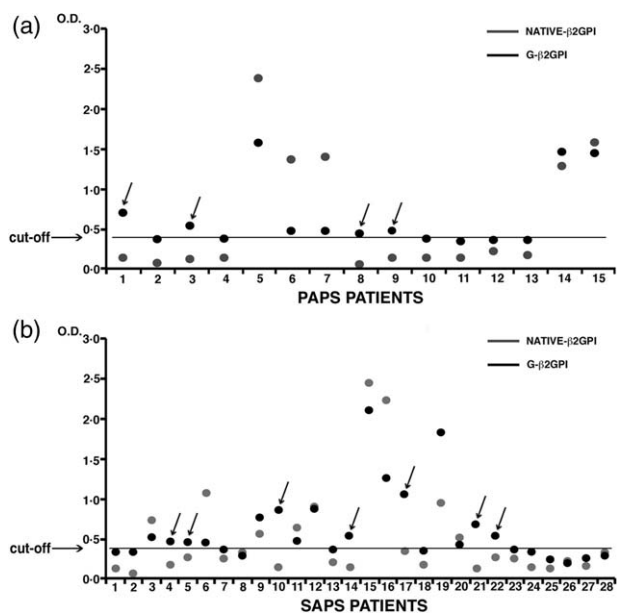 (a)
O.D.
3·0
2·5
2·0
1·5
1·0
0·5
0·0
cut-off
NATIVE-β2GPI
G-β2GPI
1 2 3 4 5 6 7 8 9 10 11 12 13 14 15
PAPS PATIENTS
(b)
O.D.
3·0
2·5
2·0
1·5
1·0
0·5
0·0
cut-off
NATIVE-β2GPI
G-β2GPI
1 2 3 4 5 6 7 8 9 10 11 12 13 14 15 16 17 18 19 20 21 22 23 24 25 26 27 28
SAPS PATIENTS